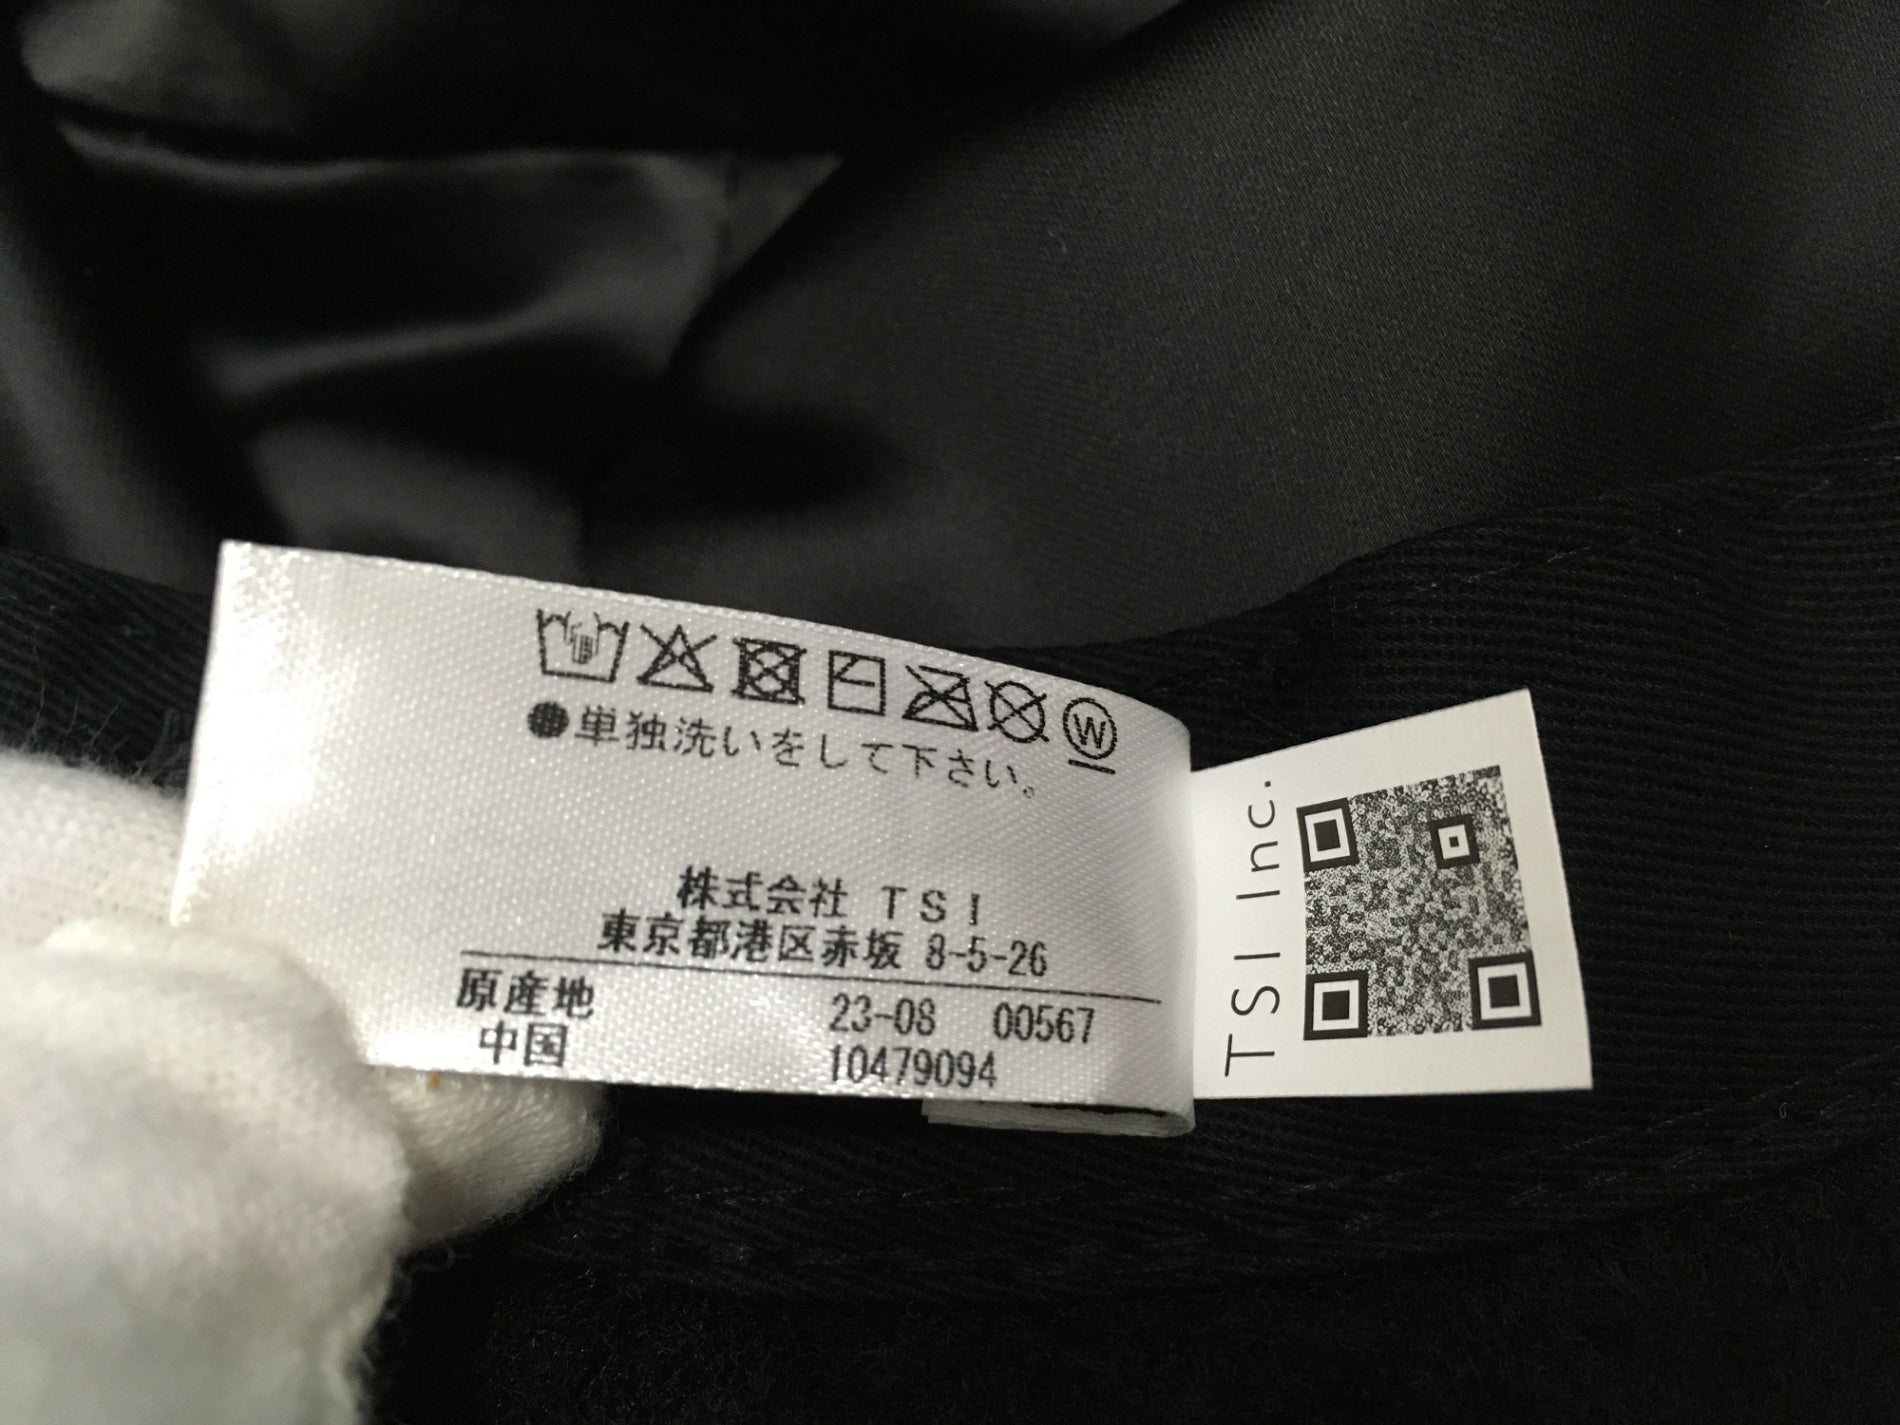 ●単独洗いをして下さい。
株式会社 TSI
東京都港区赤坂 8-5-26
原産地
中国
23-08 00567
10479094
W
TSI Inc.